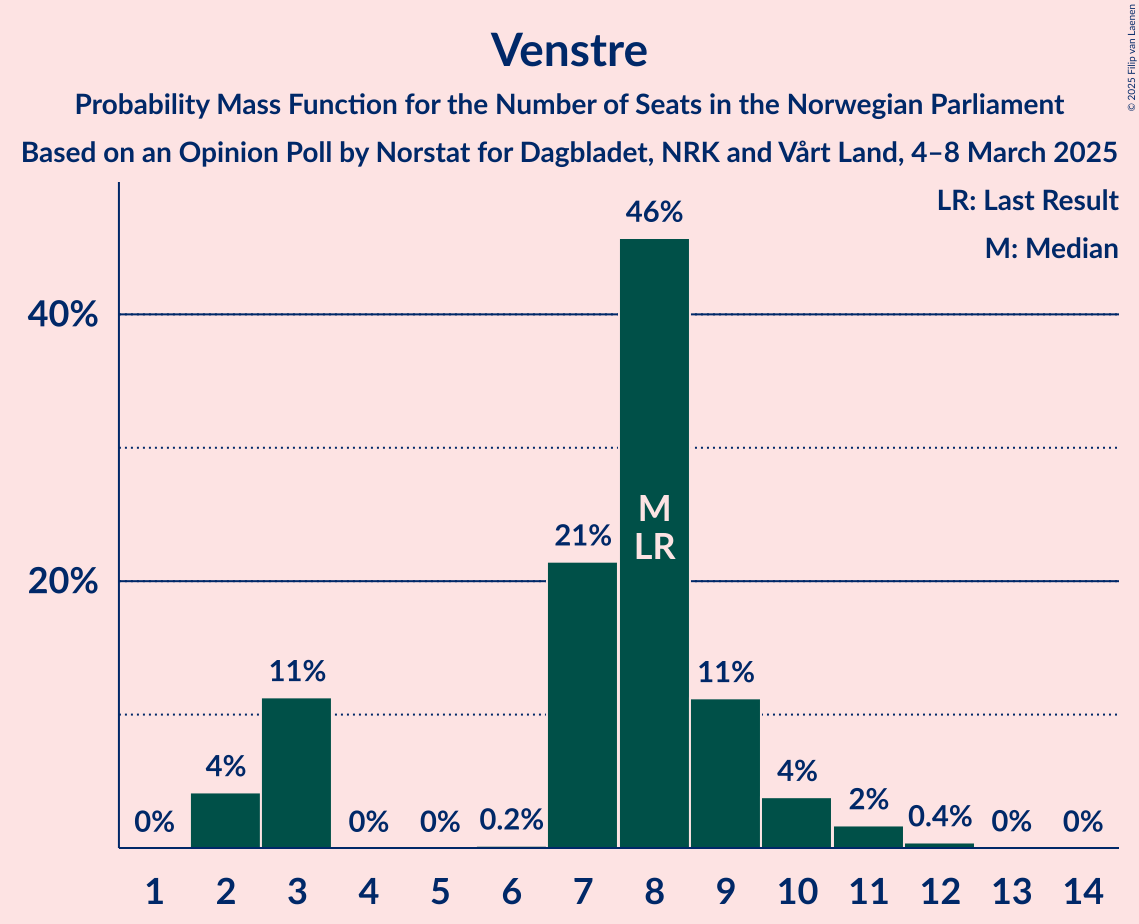 Venstre
Probability Mass Function for the Number of Seats in the Norwegian Parliament
Based on an Opinion Poll by Norstat for Dagbladet, NRK and Vårt Land, 4–8 March 2025
© 2025 Filip van Laenen
LR: Last Result
M: Median
46%
40%
M
21%
LR
20%
11%
11%
4%
4%
2%
0%
0%
0%
0.2%
0.4%
0%
0%
1 2 3 4 5 6 7 8 9 10 11 12 13 14